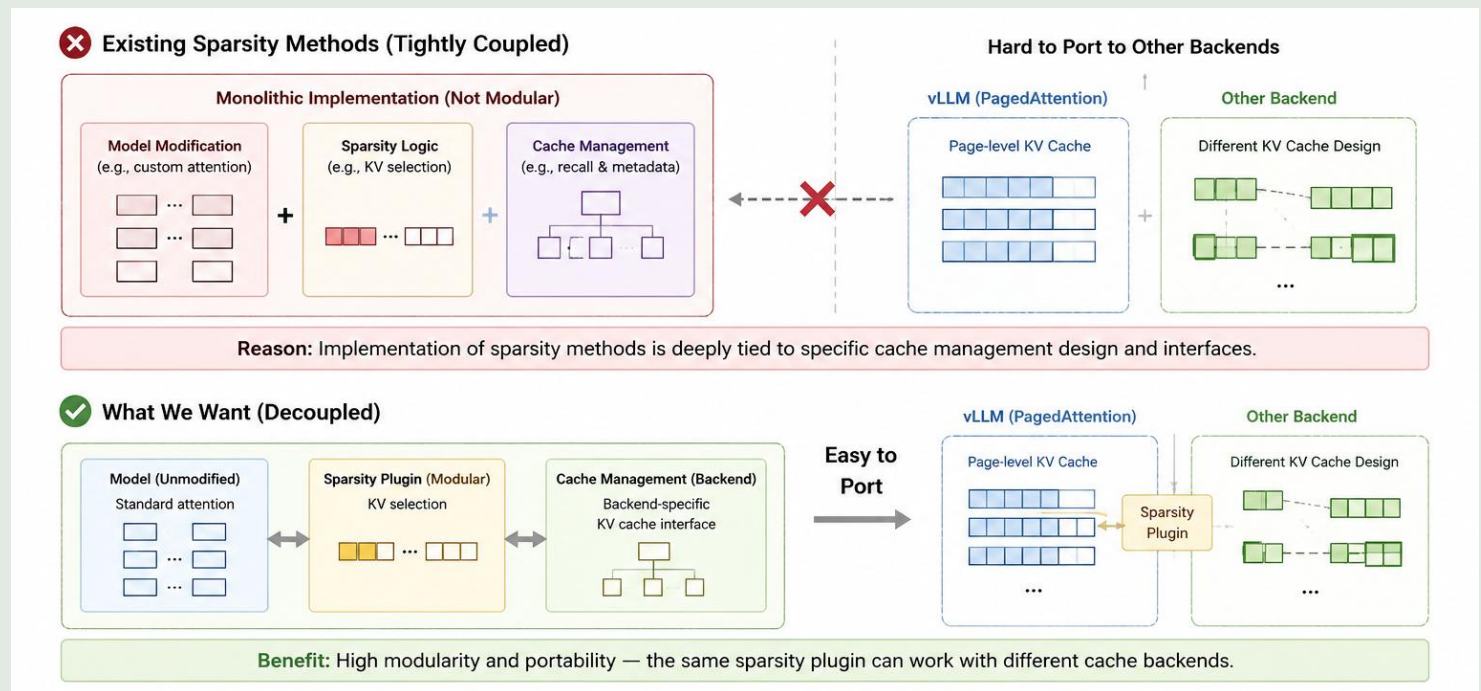 Existing Sparsity Methods (Tightly Coupled)
Hard to Port to Other Backends
Monolithic Implementation (Not Modular)
Model Modification
(e.g., custom attention)
...
...
+
Sparsity Logic
(e.g., KV selection)
...
+
Cache Management
(e.g., recall & metadata)
...
vLLM (PagedAttention)
Page-level KV Cache
+
Other Backend
Different KV Cache Design
...
Reason: Implementation of sparsity methods is deeply tied to specific cache management design and interfaces.
What We Want (Decoupled)
Model (Unmodified)
Standard attention
...
...
Sparsity Plugin (Modular)
KV selection
...
Cache Management (Backend)
Backend-specific
KV cache interface
...
Easy to
Port
vLLM (PagedAttention)
Page-level KV Cache
...
Sparsity
Plugin
Other Backend
Different KV Cache Design
...
Benefit: High modularity and portability — the same sparsity plugin can work with different cache backends.